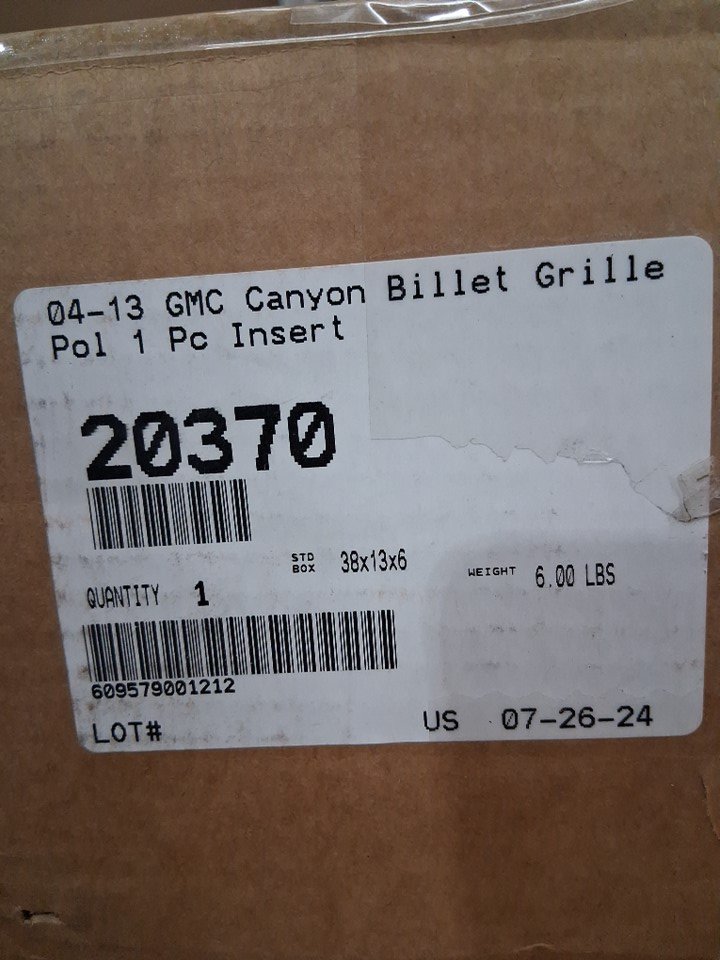 04-13 GMC Canyon Billet Grille
Pol 1 Pc Insert
20370
STD BOX 38x13x6
WEIGHT 6.00 LBS
QUANTITY 1
609579001212
LOT#
US 07-26-24